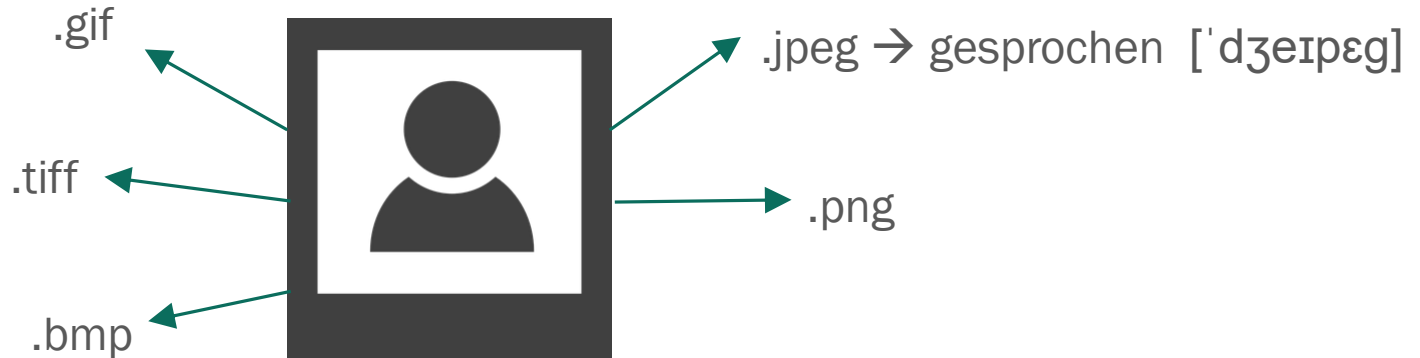 .gif
.jpeg → gesprochen [ˈdʒeɪpɛg]
.tiff
.png
.bmp